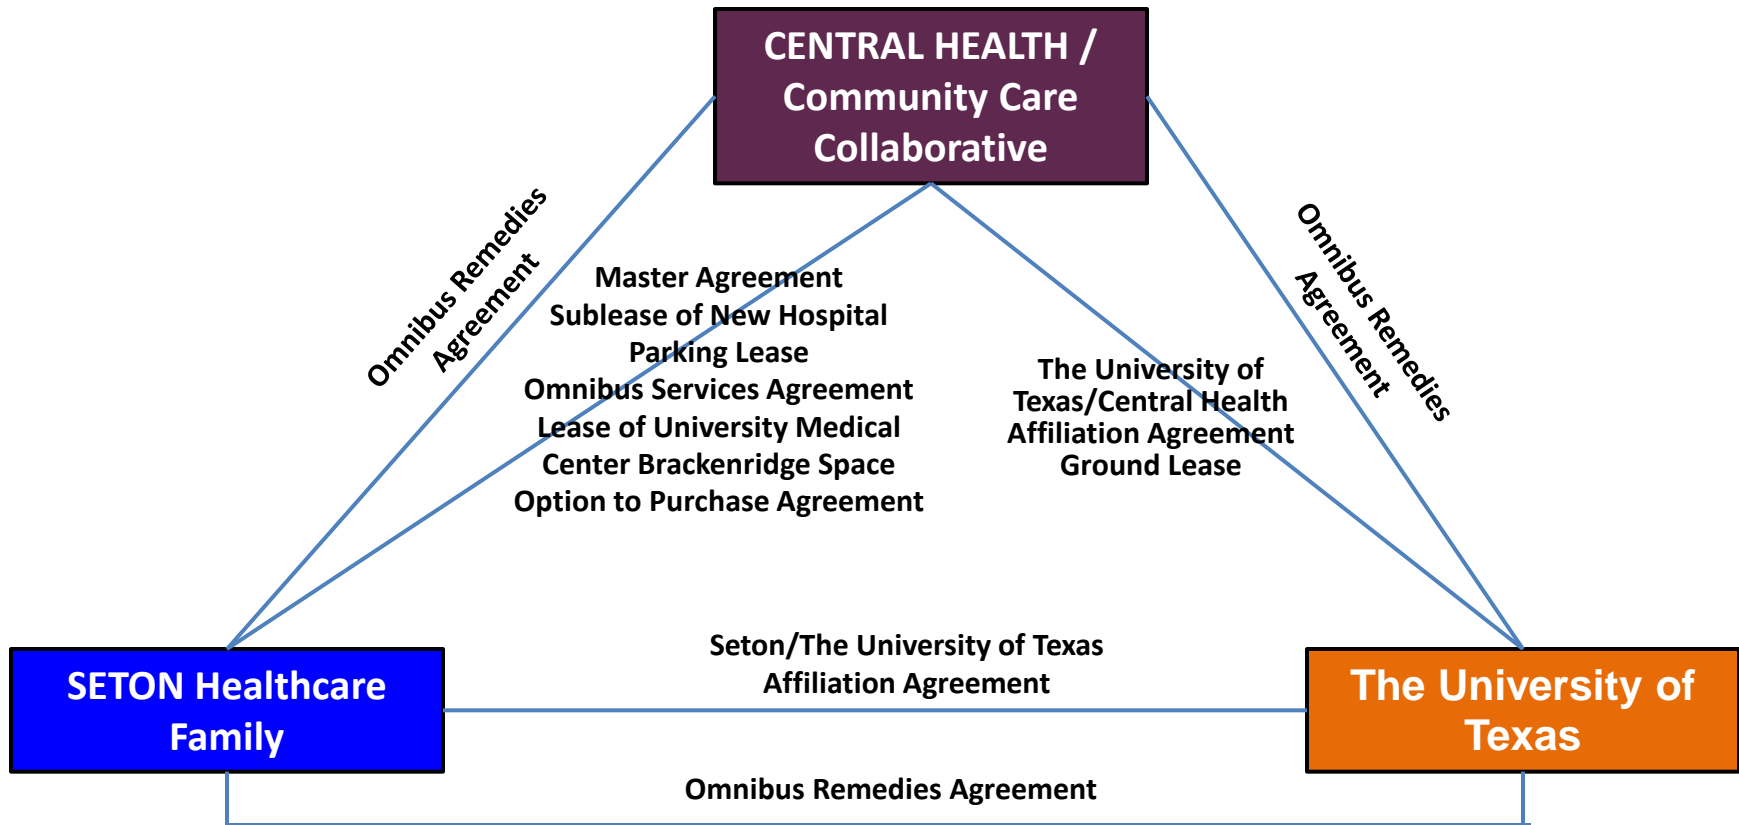 CENTRAL HEALTH /
Community Care
Collaborative
Omnibus Remedies
Agreement
Master Agreement
Sublease of New Hospital
Parking Lease
Omnibus Services Agreement
Lease of University Medical
Center Brackenridge Space
Option to Purchase Agreement
The University of
Texas/Central Health
Affiliation Agreement
Ground Lease
Omnibus Remedies
Agreement
SETON Healthcare
Family
Seton/The University of Texas
Affiliation Agreement
The University of
Texas
Omnibus Remedies Agreement